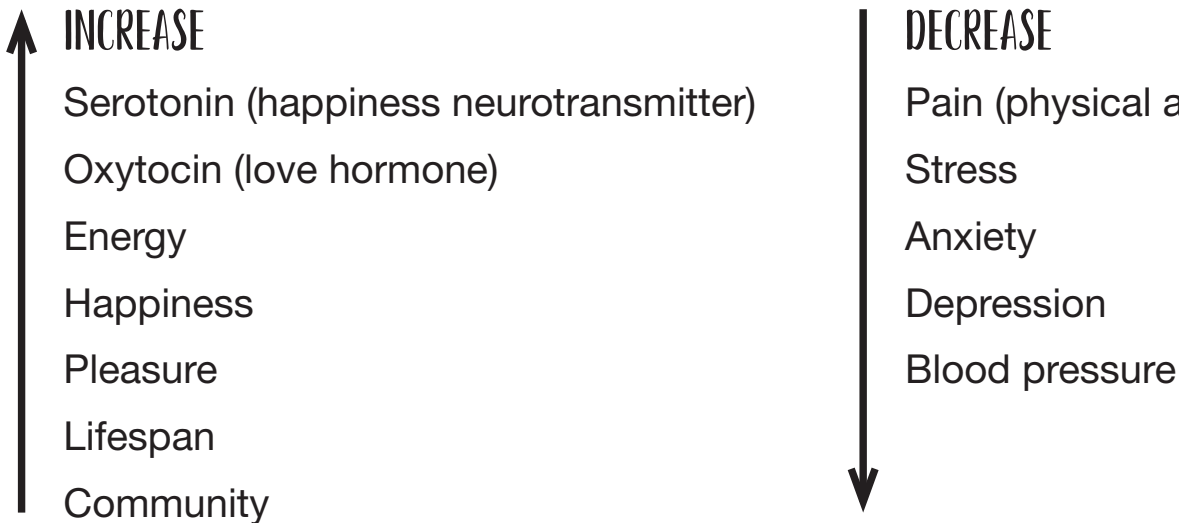 INCREASE
Serotonin (happiness neurotransmitter)
Oxytocin (love hormone)
Energy
Happiness
Pleasure
Lifespan
Community
DECREASE
Pain (physical
Stress
Anxiety
Depression
Blood pressure